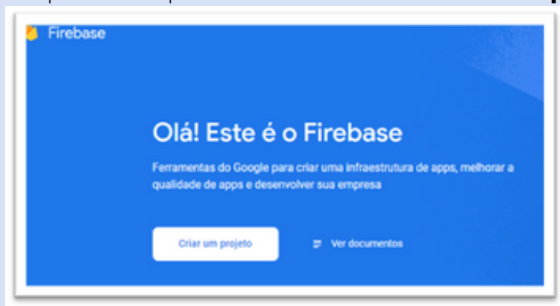 Firebase
Olá! Este é o Firebase
Ferramentas do Google para criar uma infraestrutura de apps, melhorar a
qualidade de apps e desenvolver sua empresa
Criar um projeto
Ver documentos